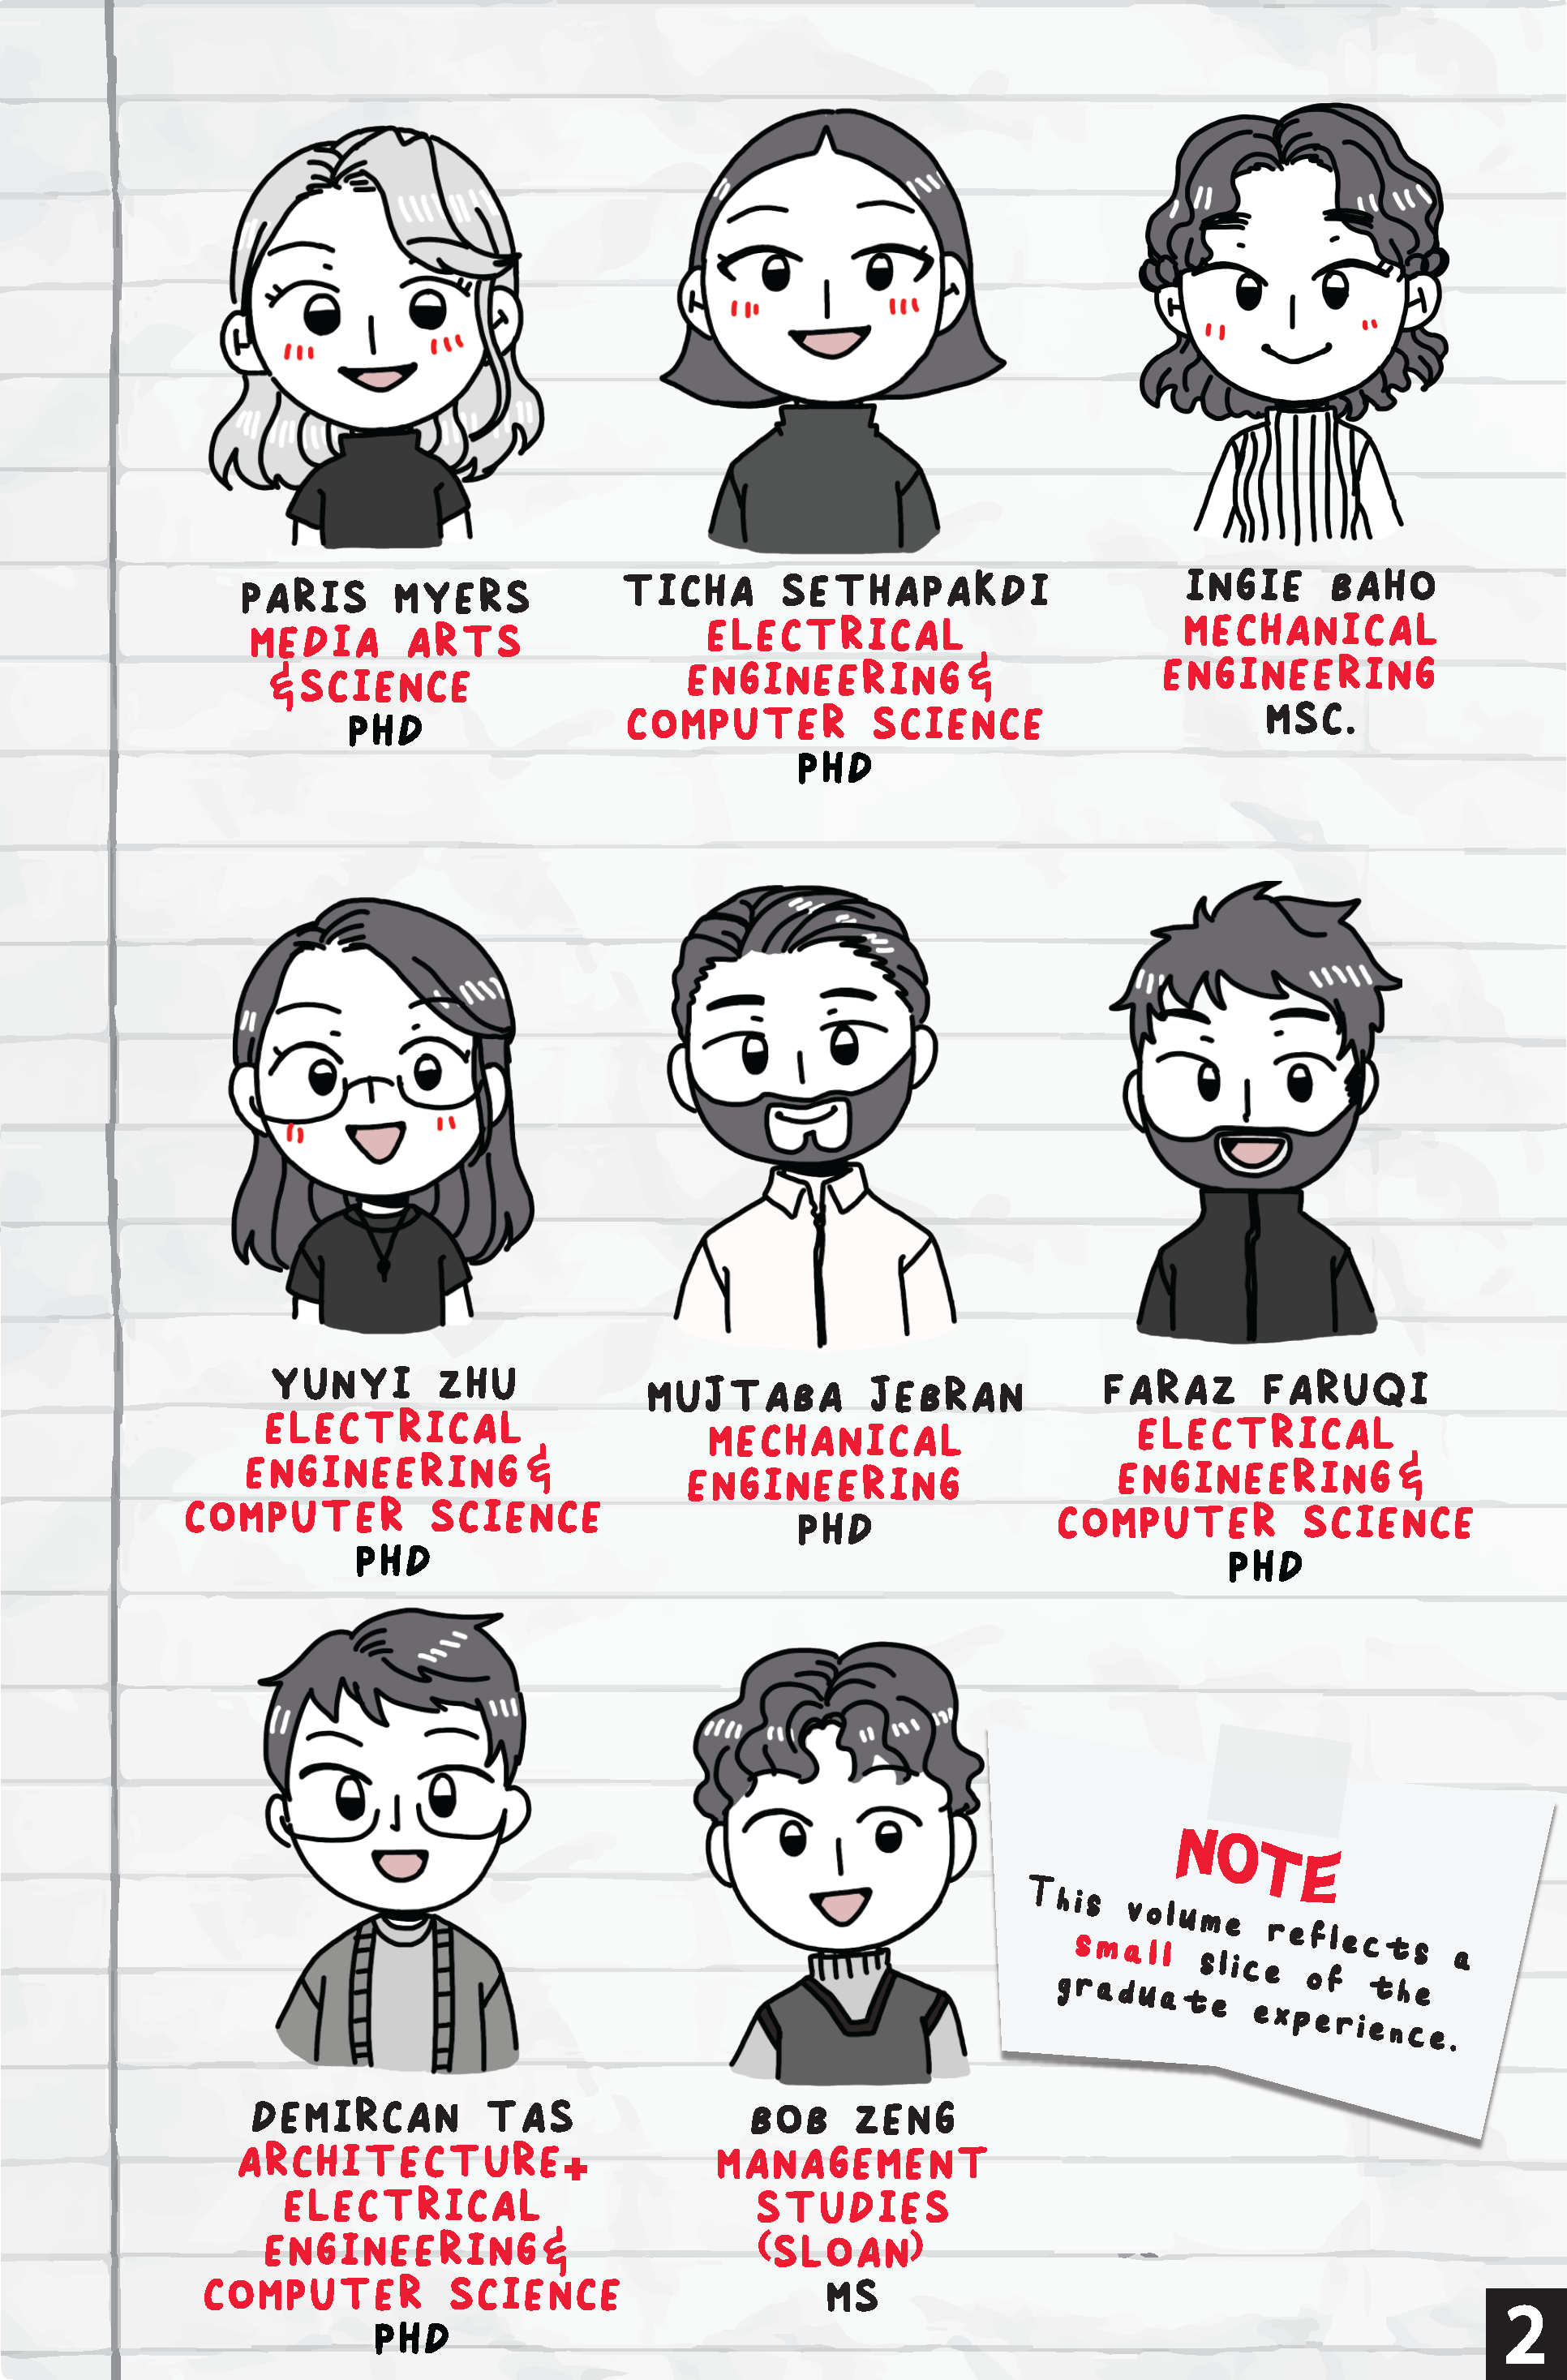 PARIS MYERS
MEDIA ARTS
&SCIENCE
PHD
TICHA SETHAPAKDI
ELECTRICAL
ENGINEERING&
COMPUTER SCIENCE
PHD
INGIE BAHO
MECHANICAL
ENGINEERING
MSC.
YUNYI ZHU
ELECTRICAL
ENGINEERING&
COMPUTER SCIENCE
PHD
MUJTABA JEBRAN
MECHANICAL
ENGINEERING
PHD
FARAZ FARUQI
ELECTRICAL
ENGINEERING&
COMPUTER SCIENCE
PHD
DEMIRCAN TAS
ARCHITECTURE+
ELECTRICAL
ENGINEERING&
COMPUTER SCIENCE
PHD
BOB ZENG
MANAGEMENT
STUDIES
(SLOAN)
MS
NOTE
This volume reflects a
small slice of the
graduate experience.
2